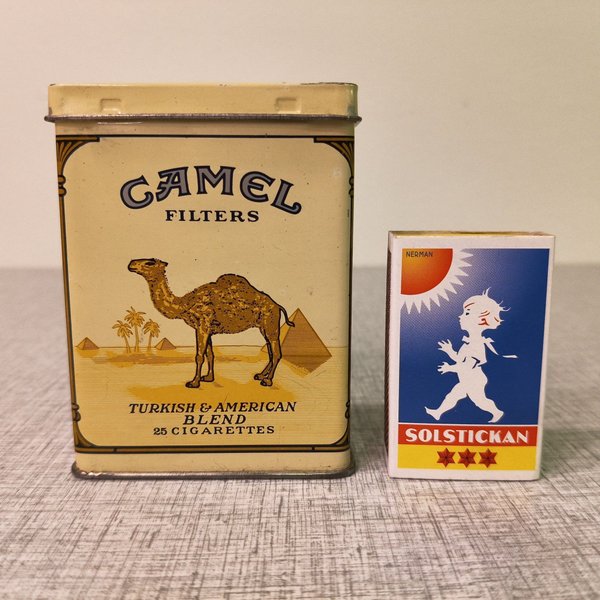 CAMEL
FILTERS
TURKISH & AMERICAN
BLEND
25 CIGARETTES
NERMAN
SOLSTICKAN